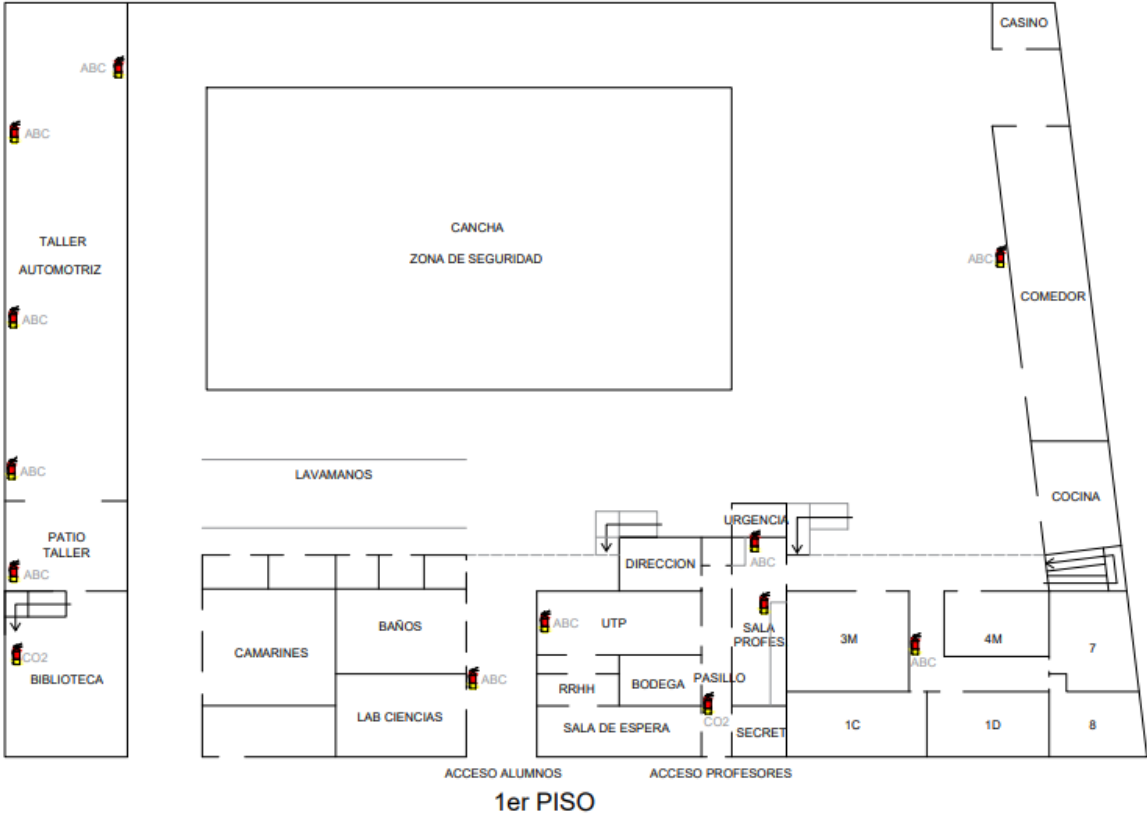 CASINO
ABC
ABC
CANCHA
ZONA DE SEGURIDAD
TALLER
AUTOMOTRIZ
ABC
COMEDOR
ABC
ABC
LAVAMANOS
COCINA
URGENCIA
PATIO
TALLER
DIRECCION
ABC
ABC
UTP
ABC
BAÑOS
SALA
PROFES
3M
4M
7
CAMARINES
CO2
BIBLIOTECA
ABC
ABC
RRHH
BODEGA
PASILLO
LAB CIENCIAS
SALA DE ESPERA
CO2
SECRET
1C
1D
8
ACCESO ALUMNOS
ACCESO PROFESORES
1er PISO